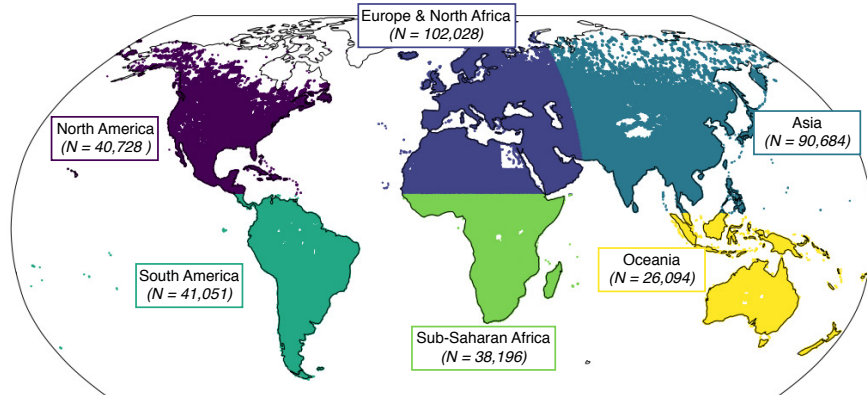 Europe & North Africa
(N = 102,028)
North America
(N = 40,728 )
Asia
(N = 90,684)
South America
(N = 41,051)
Oceania
(N = 26,094)
Sub-Saharan Africa
(N = 38,196)